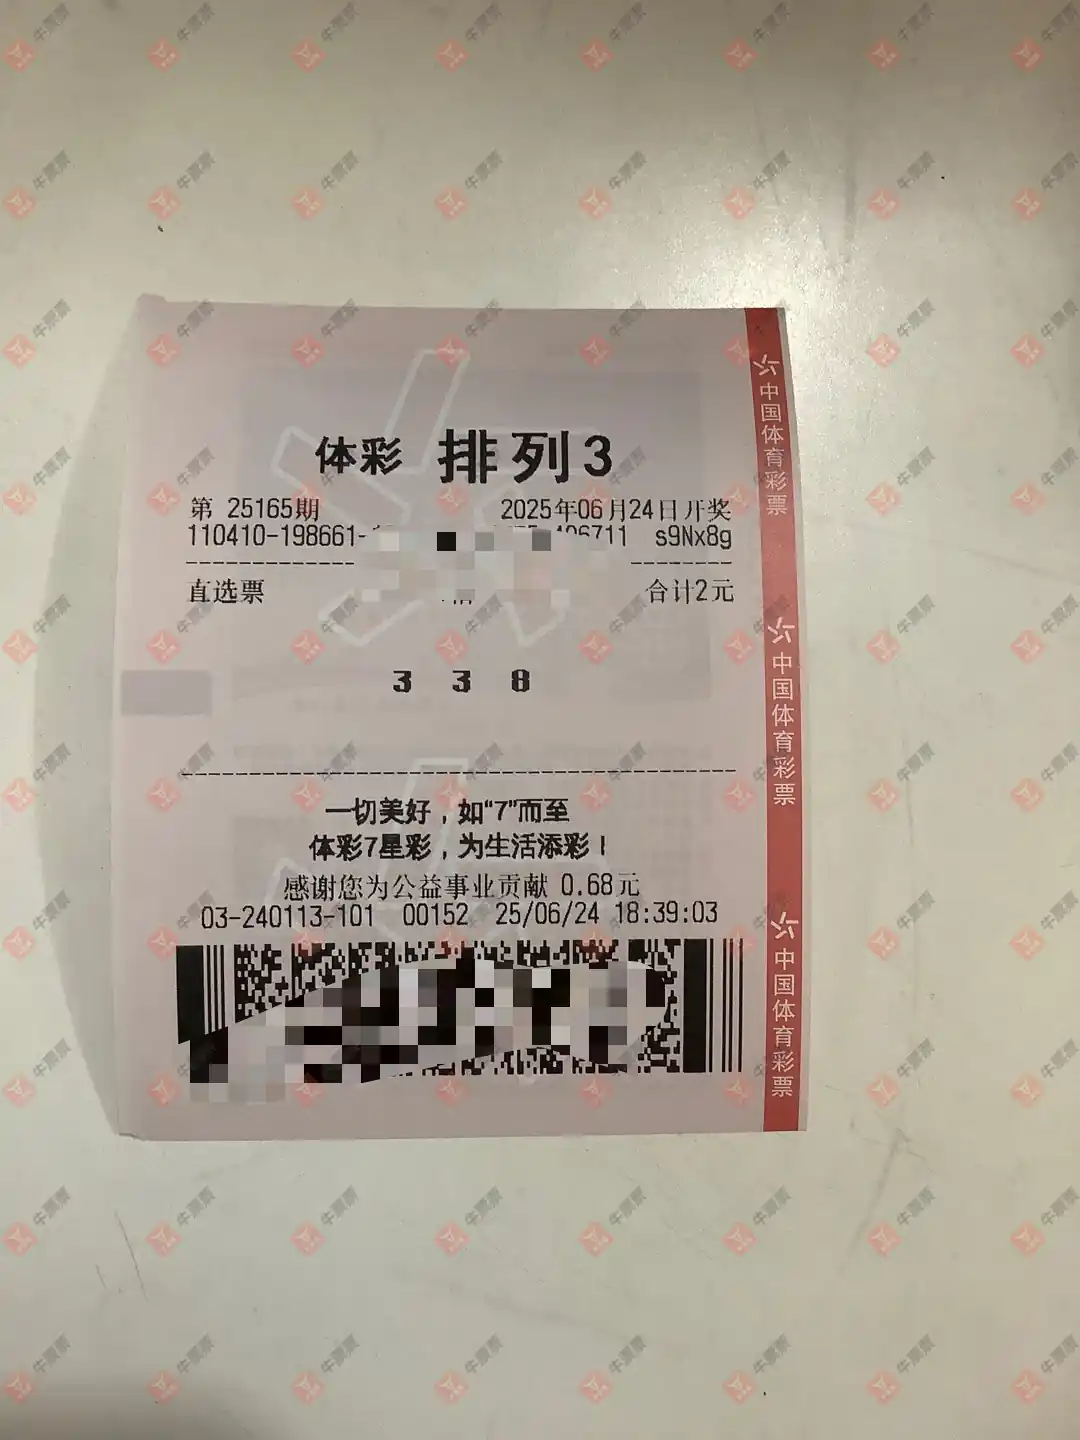 体彩 排列3
第 25165期 2025年06月24日开奖
110410-198661- 406711 s9Nx8g
直选票 合计2元
3 3 8
一切美好，如“7”而至
体彩7星彩，为生活添彩！
感谢您为公益事业贡献 0.68元
03-240113-101 00152 25/06/24 18:39:03
中国体育彩票
中国体育彩票
中国体育彩票
牛票票